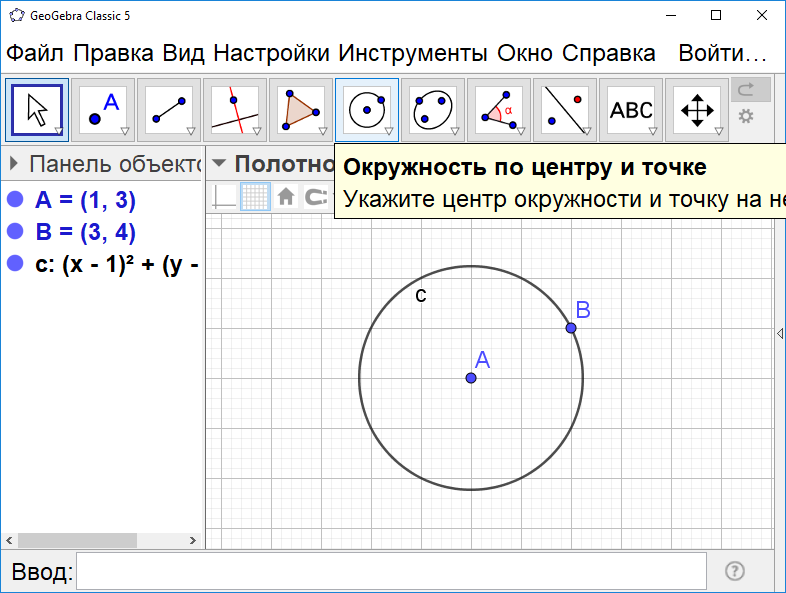 GeoGebra Classic 5
Файл Правка Вид Настройки Инструменты Окно Справка Войти…
A α ABC
Панель объекто
Полотно
Окружность по центру и точке
Укажите центр окружности и точку на не
A = (1, 3)
B = (3, 4)
c: (x - 1)² + (y -
c
B
A
Ввод: